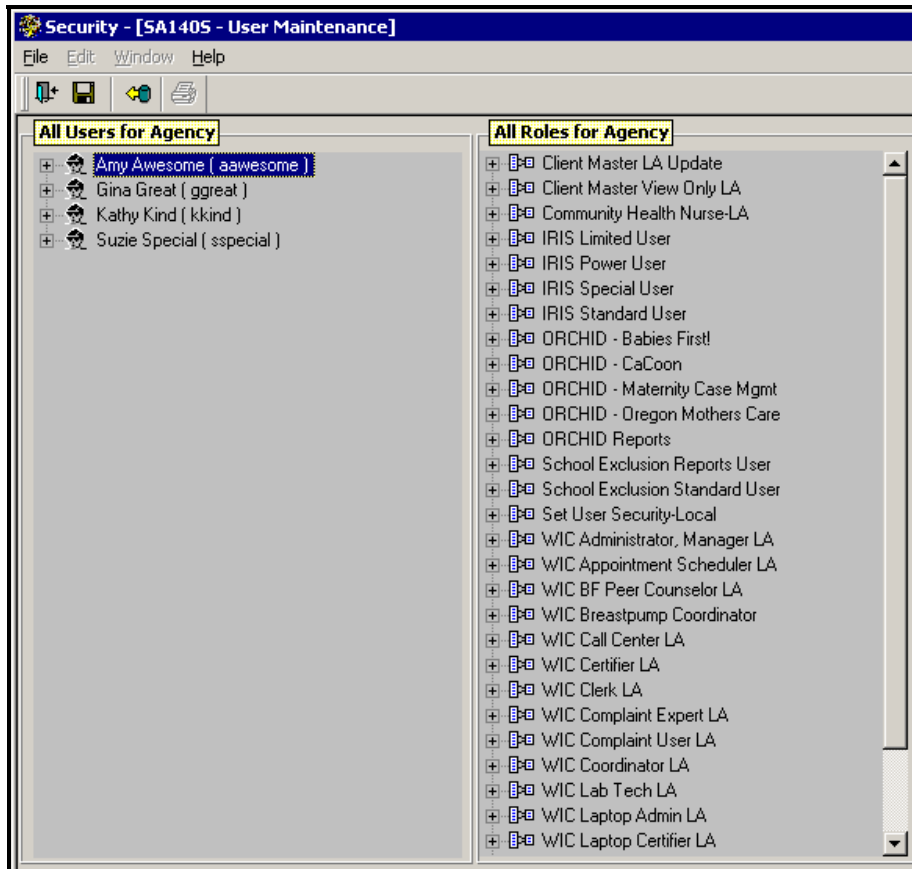 Security - [SA140S - User Maintenance]
File Edit Window Help
All Users for Agency
Amy Awesome ( aawesome )
Gina Great ( ggreat )
Kathy Kind ( kkind )
Suzie Special ( sspecial )
All Roles for Agency
Client Master LA Update
Client Master View Only LA
Community Health Nurse-LA
IRIS Limited User
IRIS Power User
IRIS Special User
IRIS Standard User
ORCHID - Babies First!
ORCHID - CaCoon
ORCHID - Maternity Case Mgmt
ORCHID - Oregon Mothers Care
ORCHID Reports
School Exclusion Reports User
School Exclusion Standard User
Set User Security-Local
WIC Administrator, Manager LA
WIC Appointment Scheduler LA
WIC BF Peer Counselor LA
WIC Breastpump Coordinator
WIC Call Center LA
WIC Certifier LA
WIC Clerk LA
WIC Complaint Expert LA
WIC Complaint User LA
WIC Coordinator LA
WIC Lab Tech LA
WIC Laptop Admin LA
WIC Laptop Certifier LA